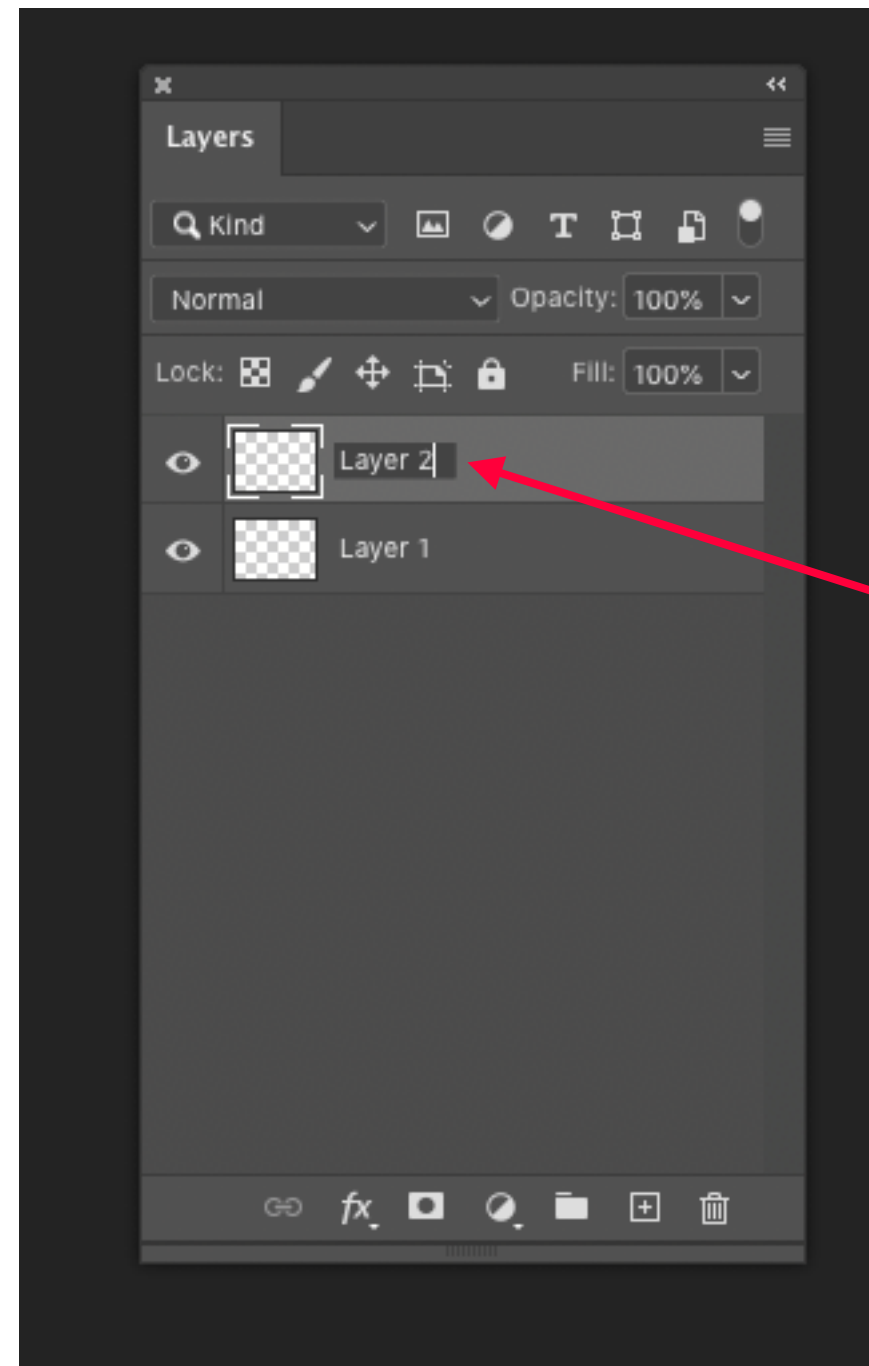 Layers
Kind
Normal Opacity: 100%
Lock: Fill: 100%
Layer 2
Layer 1
fx